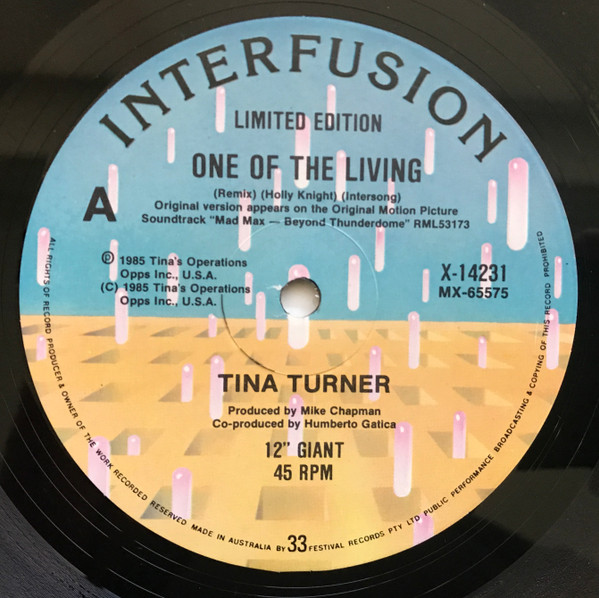 INTERFUSION
LIMITED EDITION
ONE OF THE LIVING
(Remix) (Holly Knight) (Intersong)
Original version appears on the Original Motion Picture
Soundtrack "Mad Max — Beyond Thunderdome" RML53173
A
Ⓟ 1985 Tina's Operations
Opps Inc., U.S.A.
(C) 1985 Tina's Operations
Opps Inc., U.S.A.
X-14231
MX-65575
TINA TURNER
Produced by Mike Chapman
Co-produced by Humberto Gatica
12" GIANT
45 RPM
ALL RIGHTS OF RECORD PRODUCER & OWNER OF THE WORK RECORDED RESERVED MADE IN AUSTRALIA BY 33 FESTIVAL RECORDS PTY LTD PUBLIC PERFORMANCE BROADCASTING & COPYING OF THIS RECORD PROHIBITED